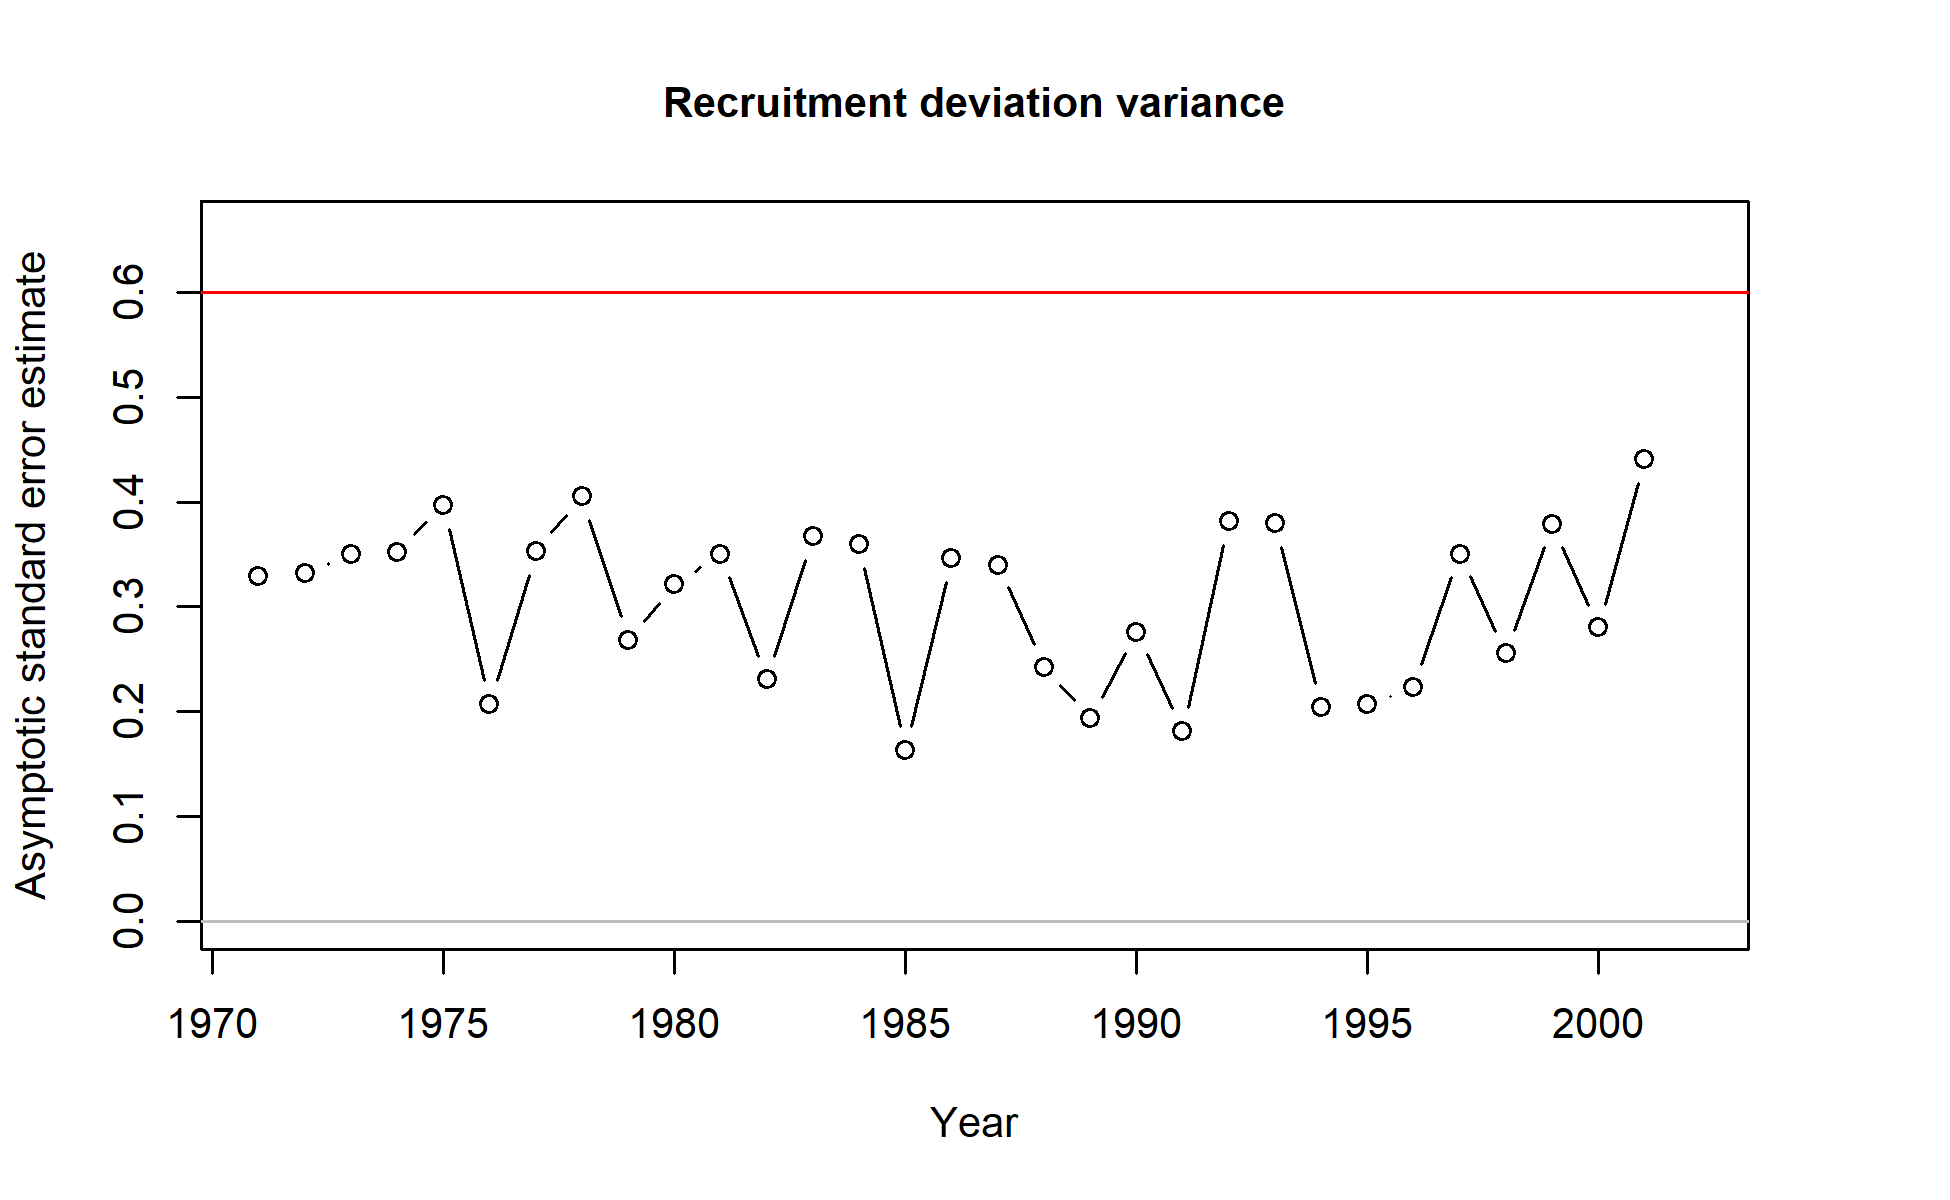 Recruitment deviation variance
Asymptotic standard error estimate
0.6
0.5
0.4
0.3
0.2
0.1
0.0
1970 1975 1980 1985 1990 1995 2000
Year